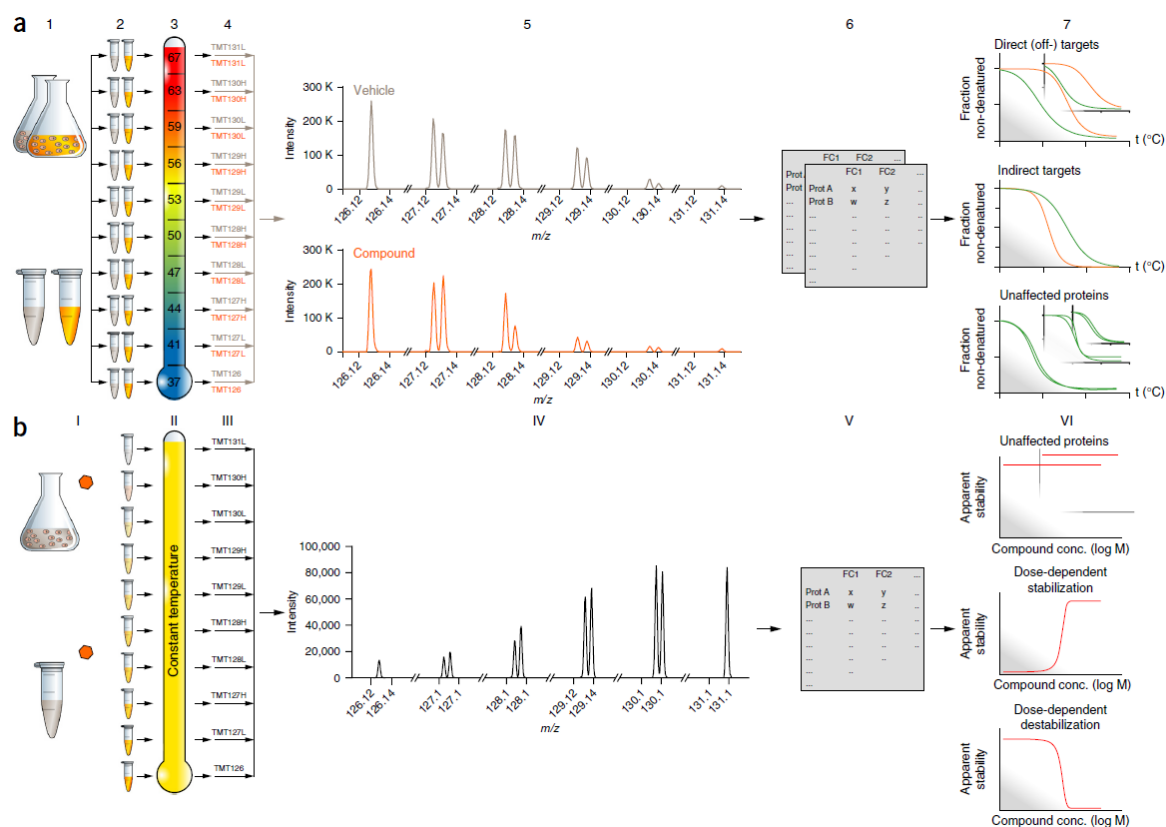 a
1 2 3 4 5 6 7
67
63
59
56
53
50
47
44
41
37
TMT131L
TMT131L
TMT130H
TMT130H
TMT130L
TMT130L
TMT129H
TMT129H
TMT129L
TMT129L
TMT128H
TMT128H
TMT128L
TMT128L
TMT127H
TMT127H
TMT127L
TMT127L
TMT126
TMT126
Vehicle
Intensity
300 K
200 K
100 K
0 K
126.12 126.14 127.12 127.14 128.12 128.14 129.12 129.14 130.12 130.14 131.12 131.14
m/z
Compound
Intensity
300 K
200 K
100 K
0 K
126.12 126.14 127.12 127.14 128.12 128.14 129.12 129.14 130.12 130.14 131.12 131.14
m/z
FC1 FC2 ...
Prot A
Prot
FC1 FC2 ...
Prot A x y ..
Prot B w z ..
Direct (off-) targets
Fraction
non-denatured
t (°C)
Indirect targets
Fraction
non-denatured
t (°C)
Unaffected proteins
Fraction
non-denatured
t (°C)
b
I II III IV V VI
Constant temperature
TMT131L
TMT130H
TMT130L
TMT129H
TMT129L
TMT128H
TMT128L
TMT127H
TMT127L
TMT126
Intensity
100,000
80,000
60,000
40,000
20,000
0
126.12 126.14 127.1 127.1 128.1 128.1 129.12 129.14 130.1 130.1 131.1 131.1
m/z
FC1 FC2 ...
Prot A x y ..
Prot B w z ..
Unaffected proteins
Apparent
stability
Compound conc. (log M)
Dose-dependent
stabilization
Apparent
stability
Compound conc. (log M)
Dose-dependent
destabilization
Apparent
stability
Compound conc. (log M)